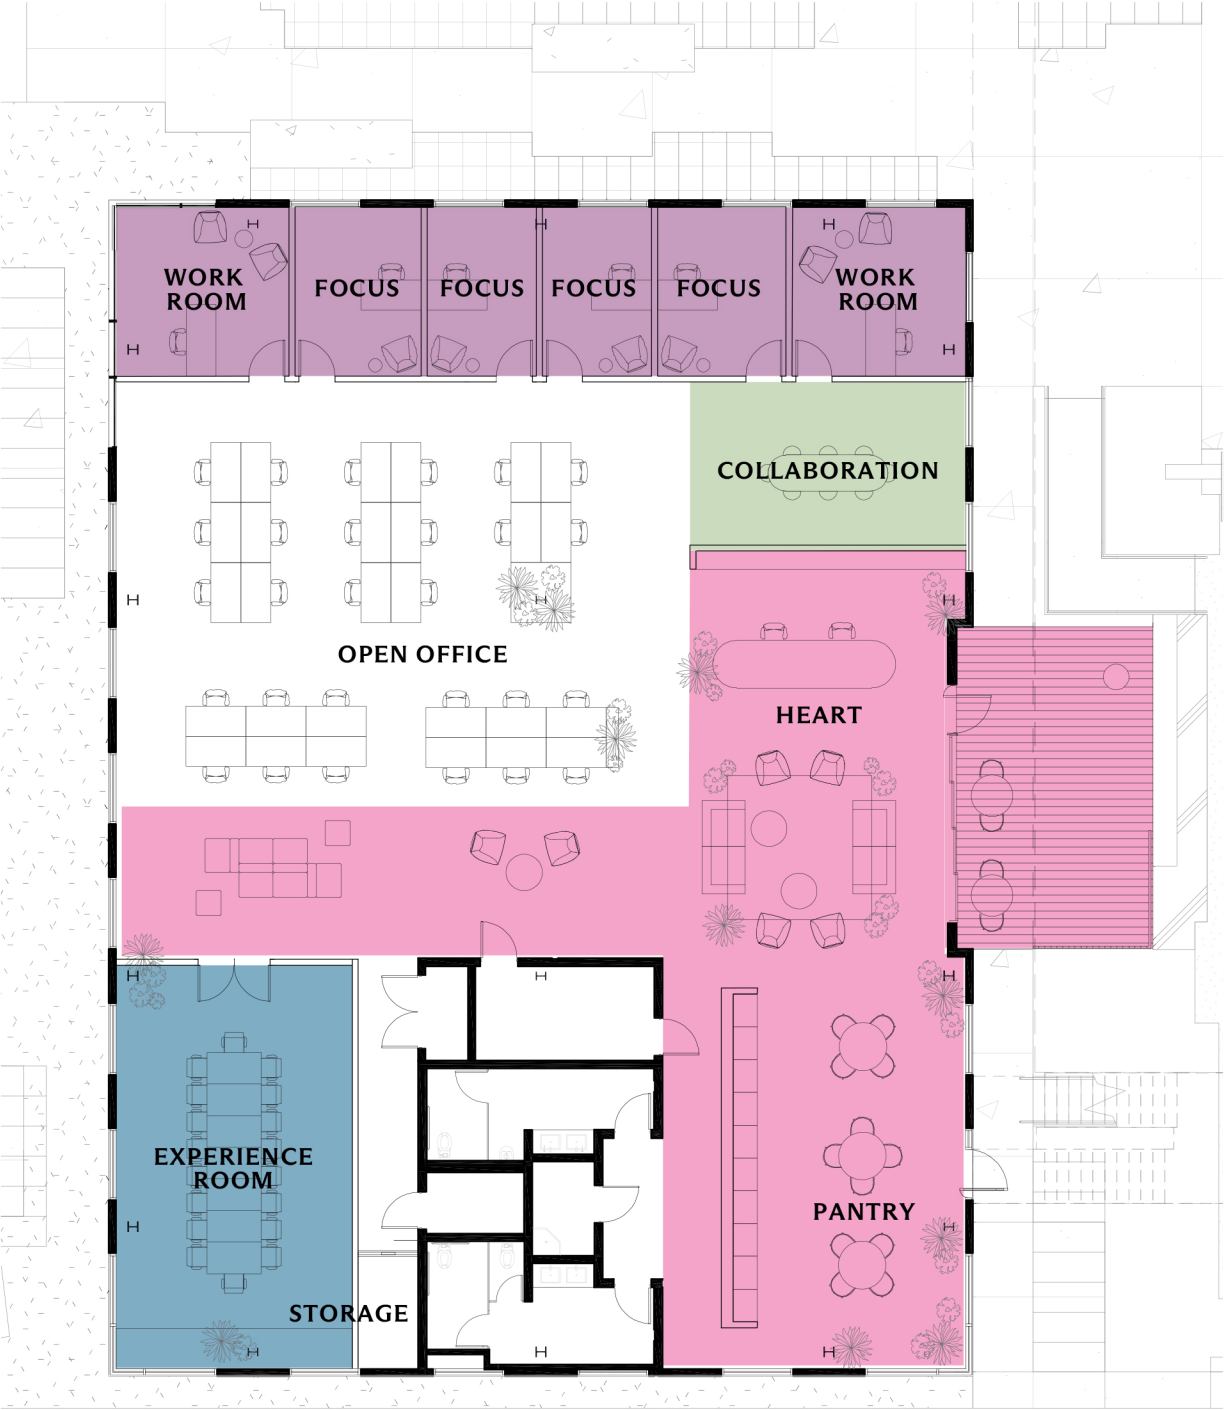 WORK
ROOM
FOCUS
FOCUS
FOCUS
FOCUS
WORK
ROOM
COLLABORATION
OPEN OFFICE
HEART
EXPERIENCE
ROOM
PANTRY
STORAGE